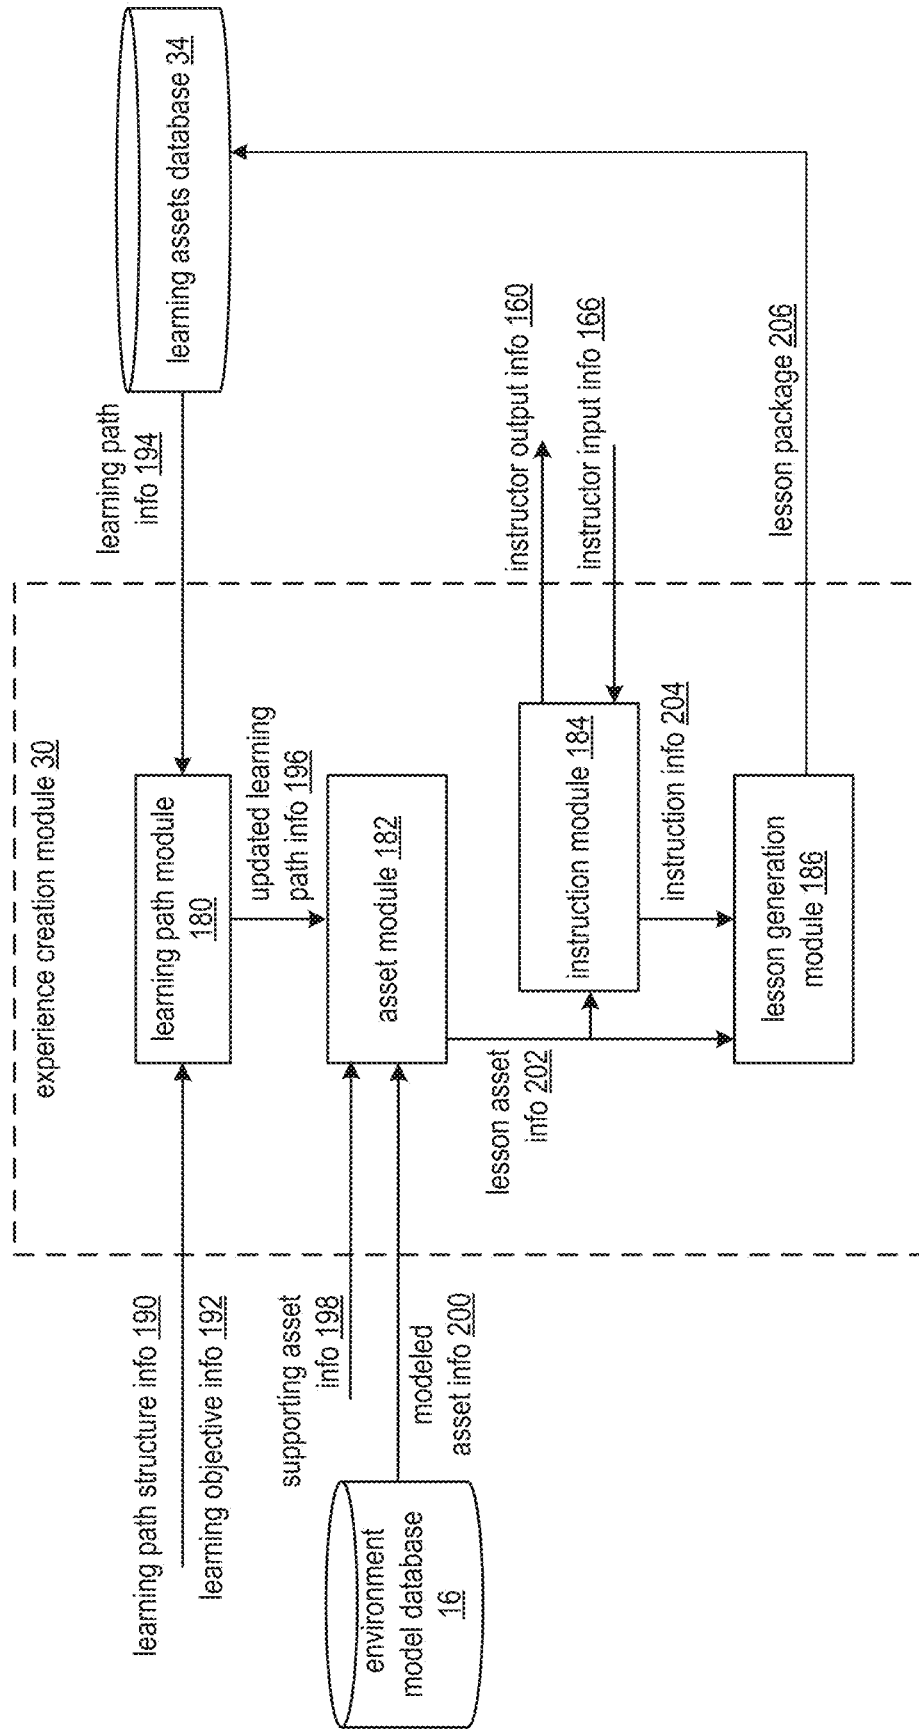 experience creation module 30
learning path structure info 190
learning objective info 192
learning path module
180
learning path
info 194
learning assets database 34
updated learning
path info 196
supporting asset
info 198
asset module 182
environment
model database
16
modeled
asset info 200
lesson asset
info 202
instruction module 184
instructor output info 160
instructor input info 166
instruction info 204
lesson generation
module 186
lesson package 206